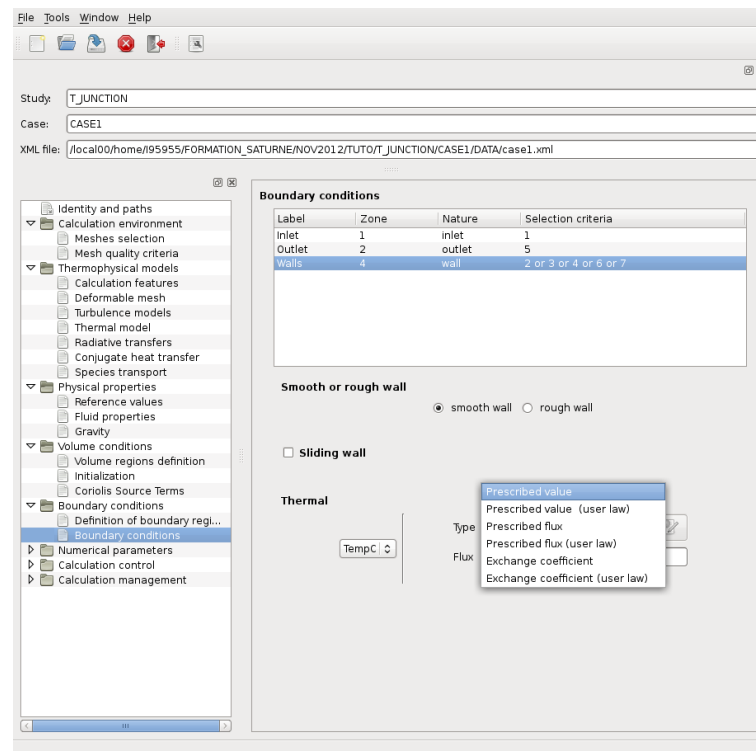 File Tools Window Help
Study: T_JUNCTION
Case: CASE1
XML file: /local00/home/I95955/FORMATION_SATURNE/NOV2012/TUTO/T_JUNCTION/CASE1/DATA/case1.xml
Identity and paths
Calculation environment
Meshes selection
Mesh quality criteria
Thermophysical models
Calculation features
Deformable mesh
Turbulence models
Thermal model
Radiative transfers
Conjugate heat transfer
Species transport
Physical properties
Reference values
Fluid properties
Gravity
Volume conditions
Volume regions definition
Initialization
Coriolis Source Terms
Boundary conditions
Definition of boundary regi...
Boundary conditions
Numerical parameters
Calculation control
Calculation management
Boundary conditions
Label Zone Nature Selection criteria
Inlet 1 inlet 1
Outlet 2 outlet 5
Walls 4 wall 2 or 3 or 4 or 6 or 7
Smooth or rough wall
smooth wall rough wall
Sliding wall
Thermal
TempC
Type
Flux
Prescribed value
Prescribed value (user law)
Prescribed flux
Prescribed flux (user law)
Exchange coefficient
Exchange coefficient (user law)